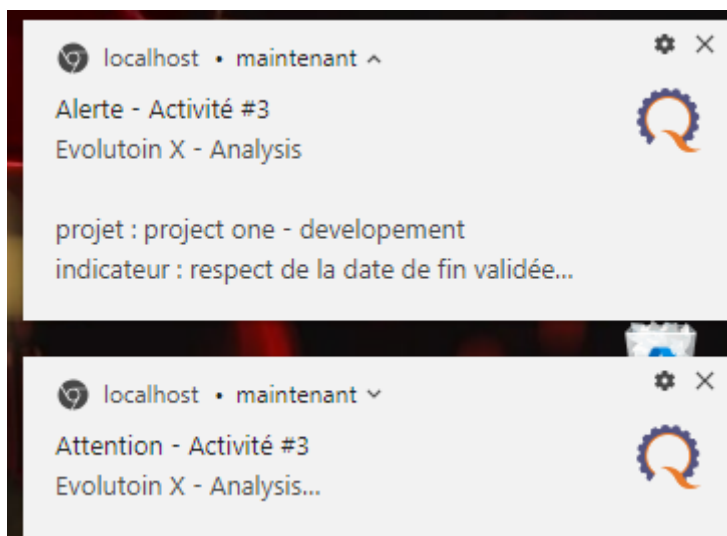 localhost • maintenant
Alerte - Activité #3
Evolutoin X - Analysis
projet : project one - developement
indicateur : respect de la date de fin validée...
localhost • maintenant
Attention - Activité #3
Evolutoin X - Analysis...